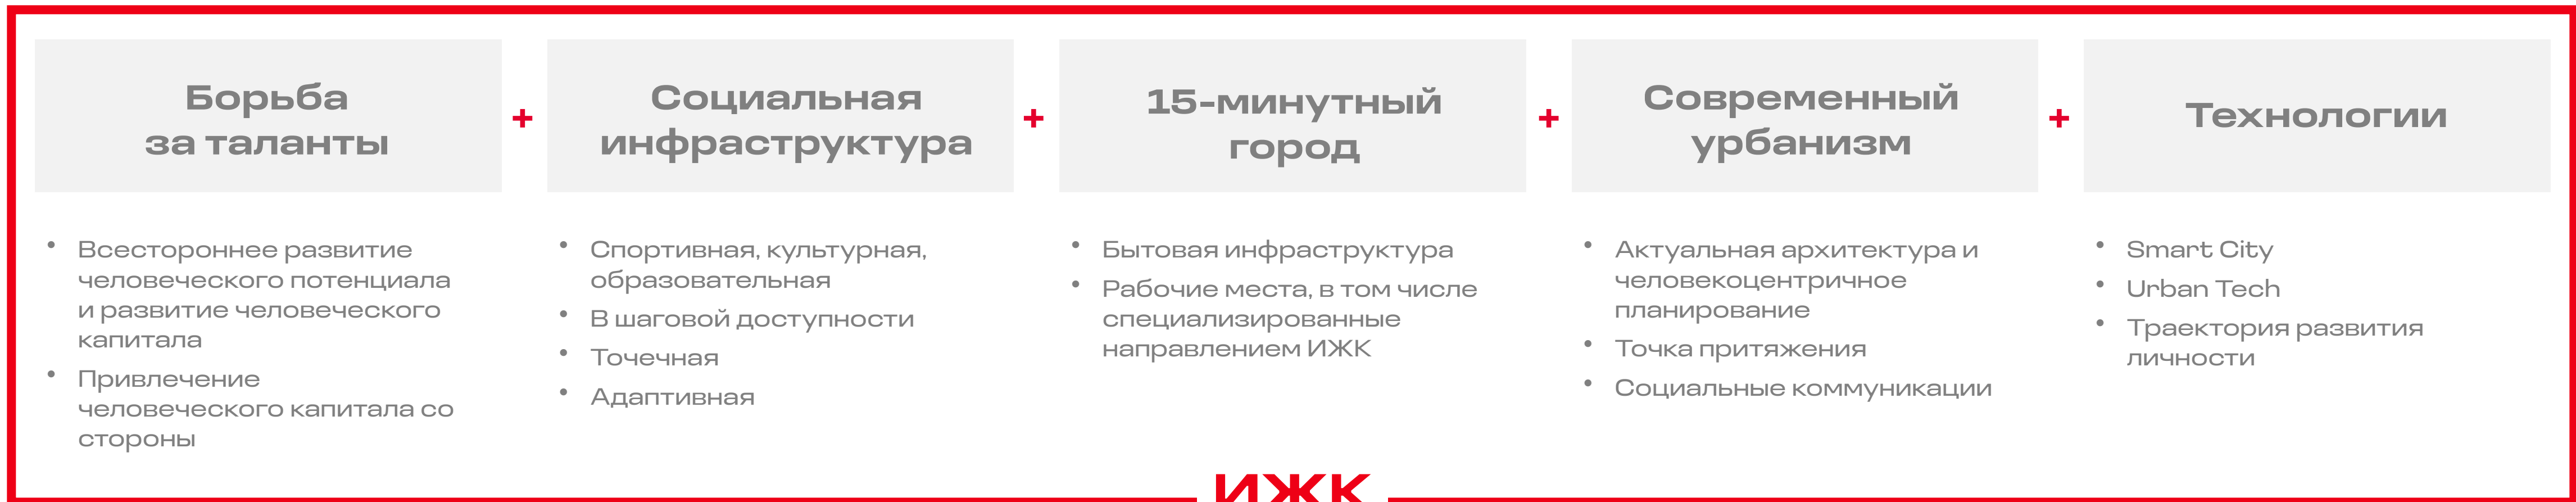 Борьба
за таланты
+
Социальная
инфраструктура
+
15-минутный
город
+
Современный
урбанизм
+
Технологии
• Всестороннее развитие
человеческого потенциала
и развитие человеческого
капитала
• Привлечение
человеческого капитала со
стороны
• Спортивная, культурная,
образовательная
• В шаговой доступности
• Точечная
• Адаптивная
• Бытовая инфраструктура
• Рабочие места, в том числе
специализированные
направлением ИЖК
• Актуальная архитектура и
человекоцентричное
планирование
• Точка притяжения
• Социальные коммуникации
• Smart City
• Urban Tech
• Траектория развития
личности
ИЖК